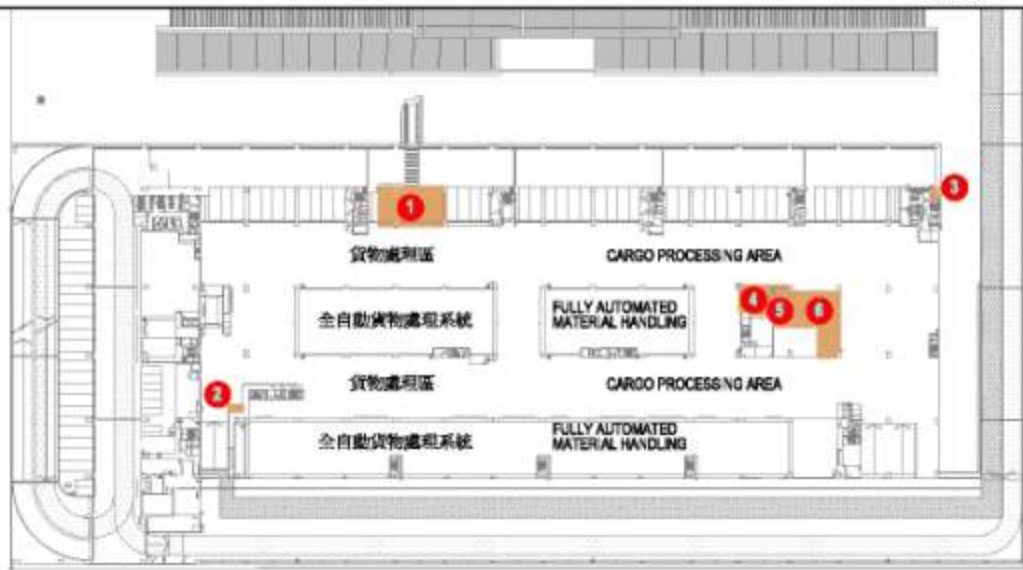 1
3
貨物處理區
CARGO PROCESSING AREA
全自動貨物處理系統
FULLY AUTOMATED
MATERIAL HANDLING
4
5
6
貨物處理區
CARGO PROCESSING AREA
2
全自動貨物處理系統
FULLY AUTOMATED
MATERIAL HANDLING